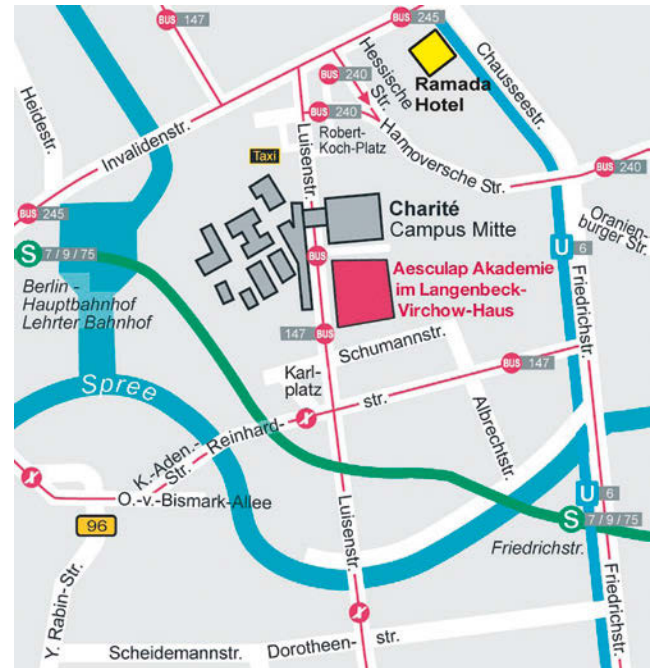 BUS 147
BUS 245
BUS 240
Hessische
Str.
Ramada
Hotel
Chausseestr.
Heidestr.
Invalidenstr.
BUS 240
Robert-
Koch-Platz
Hannoversche Str.
BUS 240
Taxi
Luisenstr.
BUS 245
Charité
Campus Mitte
Oranien-
burger Str.
S 7/9/75
Berlin -
Hauptbahnhof
Lehrter Bahnhof
BUS
Aesculap Akademie
im Langenbeck-
Virchow-Haus
U 6
Friedrichstr.
147 BUS
Schumannstr.
Karl-
platz
BUS 147
Spree
K.-Aden.-
Str.
Reinhard-
str.
Albrechtstr.
O.-v.-Bismark-Allee
96
Luisenstr.
U 6
S 7/9/75
Friedrichstr.
Friedrichstr.
Y. Rabin-Str.
Scheidemannstr.
Dorotheen-
str.